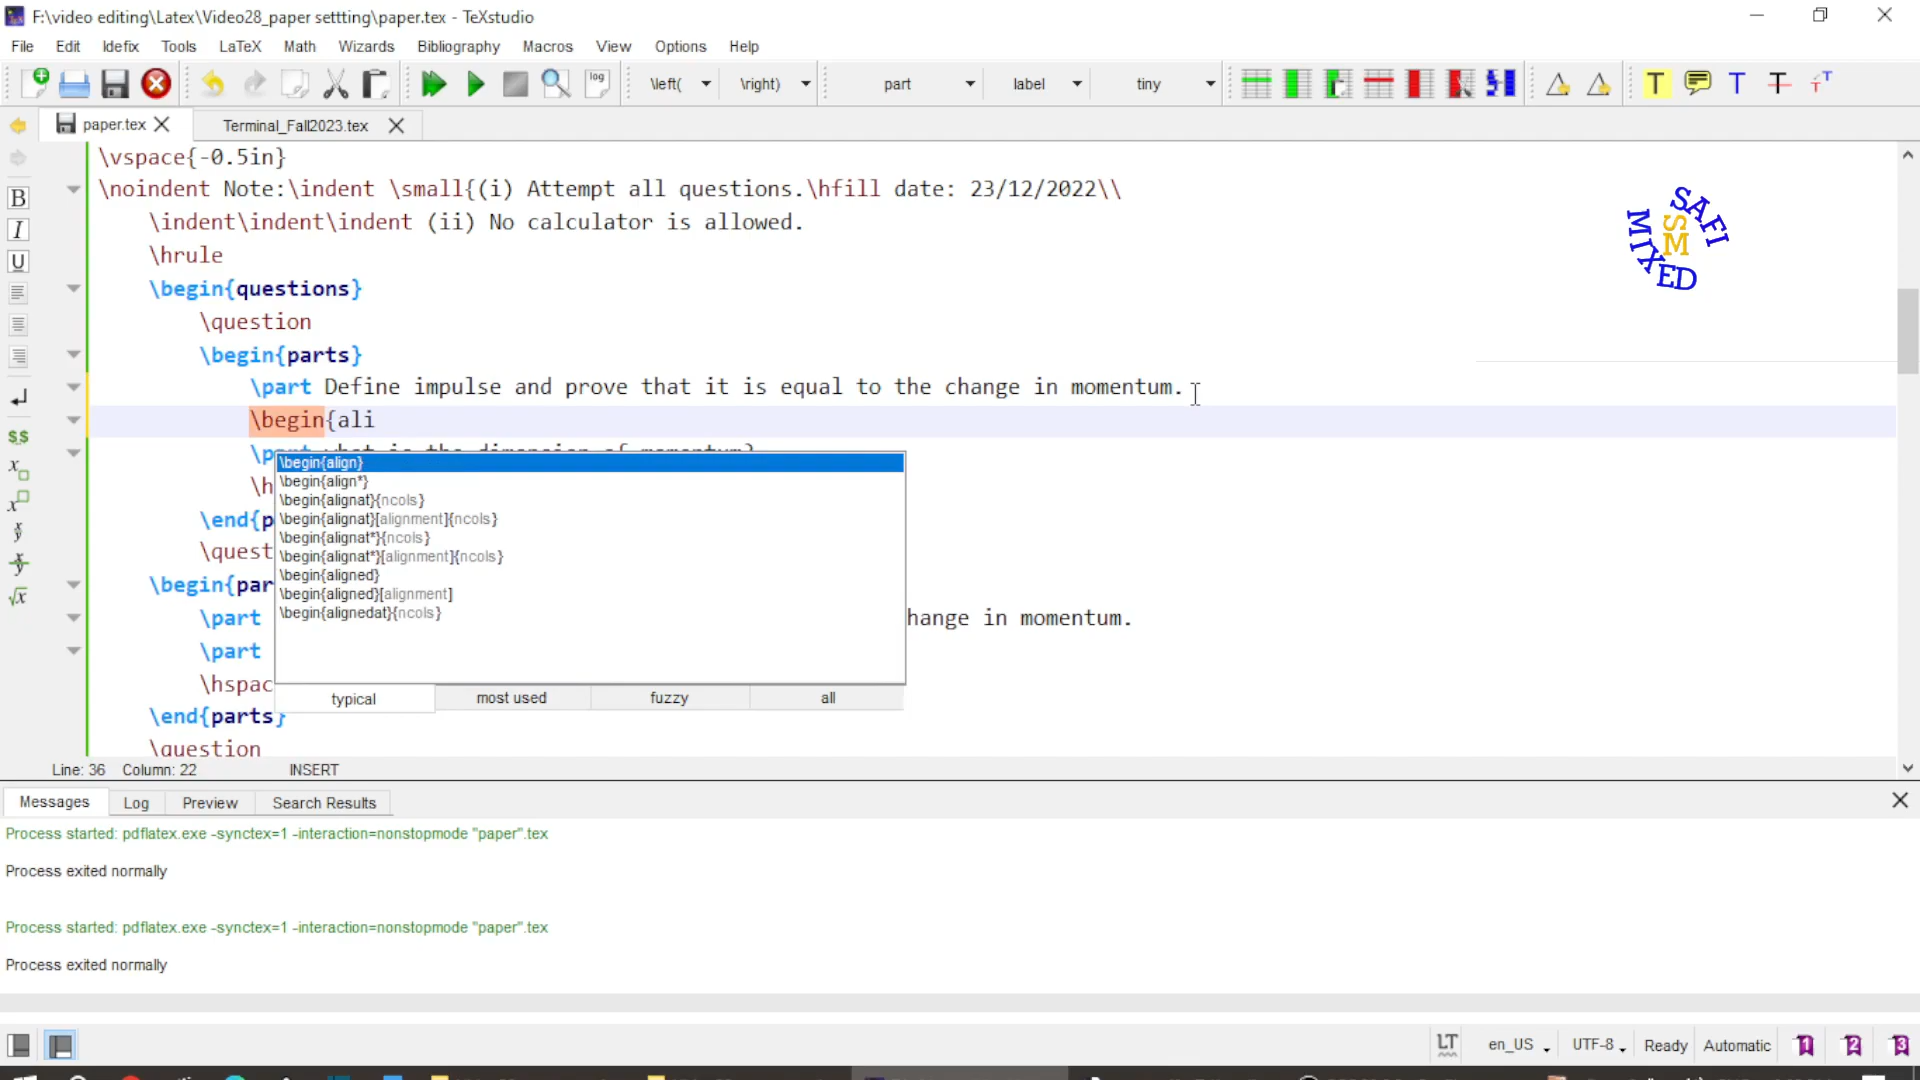 F:\video editing\Latex\Video28_paper settting\paper.tex - TeXstudio
File Edit Idefix Tools LaTeX Math Wizards Bibliography Macros View Options Help
log \left( \right) part label tiny T T T T
paper.tex Terminal_Fall2023.tex
\vspace{-0.5in}
\noindent Note:\indent \small{(i) Attempt all questions.\hfill date: 23/12/2022\\
\indent\indent\indent (ii) No calculator is allowed.
\hrule
\begin{questions}
\question
\begin{parts}
\part Define impulse and prove that it is equal to the change in momentum.
\begin{ali
\p
\begin{align}
\begin{align*}
\h
\begin{alignat}{ncols}
\begin{alignat}[alignment]{ncols}
\end{p
\begin{alignat*}{ncols}
\quest
\begin{alignat*}[alignment]{ncols}
\begin{aligned}
\begin{par
\begin{aligned}[alignment]
\begin{alignedat}{ncols}
\part hange in momentum.
\part
\hspac
typical most used fuzzy all
\end{parts}
\question
B
I
U
$$
x
x
x/y
x/y
√x
SAFI
SM
MIXED
Line: 36 Column: 22 INSERT
Messages Log Preview Search Results
Process started: pdflatex.exe -synctex=1 -interaction=nonstopmode "paper".tex
Process exited normally
Process started: pdflatex.exe -synctex=1 -interaction=nonstopmode "paper".tex
Process exited normally
LT en_US UTF-8 Ready Automatic 1 2 3